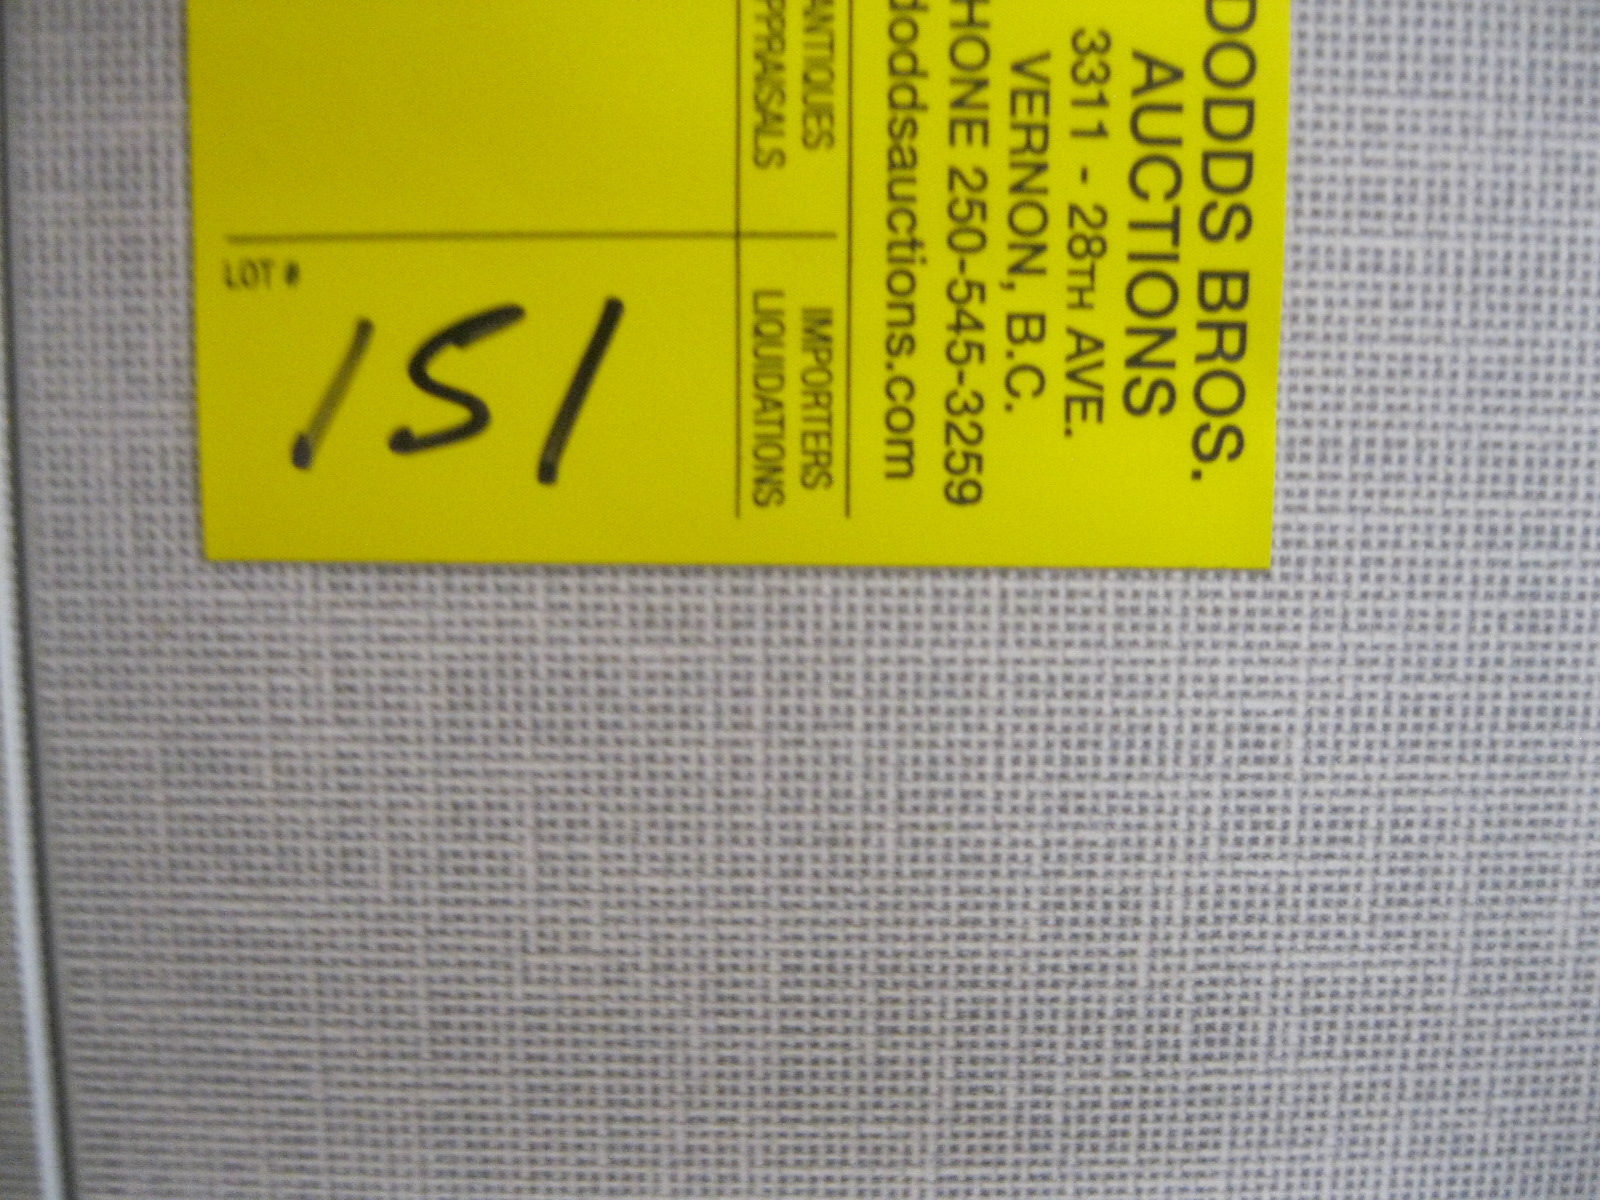 DODDS BROS.
AUCTIONS
3311 - 28TH AVE.
VERNON, B.C.
HONE 250-545-3259
doddsauctions.com
ANTIQUES IMPORTERS
PPRAISALS LIQUIDATIONS
LOT #
151